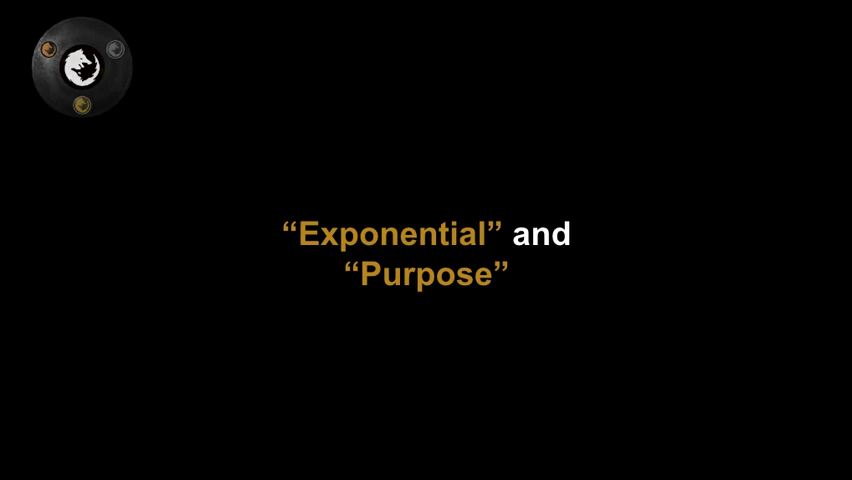 “Exponential” and
“Purpose”